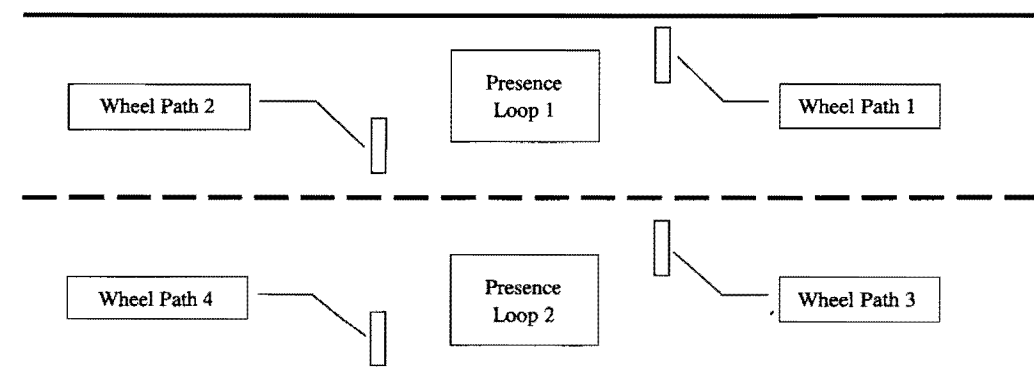 Wheel Path 2
Presence
Loop 1
Wheel Path 1
Wheel Path 4
Presence
Loop 2
Wheel Path 3